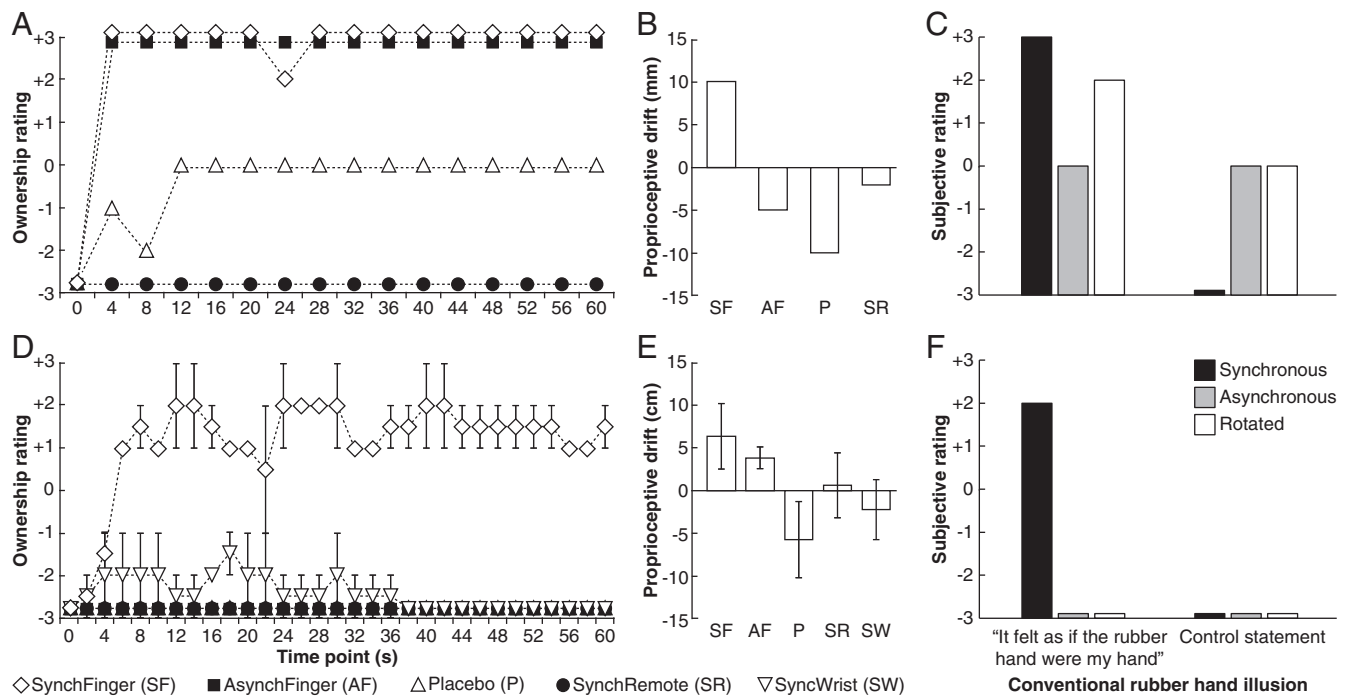 A
Ownership rating
+3
+2
+1
0
-1
-2
-3
0 4 8 12 16 20 24 28 32 36 40 44 48 52 56 60
B
Proprioceptive drift (mm)
15
10
5
0
-5
-10
-15
SF AF P SR
C
Subjective rating
+3
+2
+1
0
-1
-2
-3
D
Ownership rating
+3
+2
+1
0
-1
-2
-3
0 4 8 12 16 20 24 28 32 36 40 44 48 52 56 60
Time point (s)
E
Proprioceptive drift (cm)
15
10
5
0
-5
-10
-15
SF AF P SR SW
F
Subjective rating
+3
+2
+1
0
-1
-2
-3
Synchronous
Asynchronous
Rotated
“It felt as if the rubber
hand were my hand”
Control statement
Conventional rubber hand illusion
SynchFinger (SF) AsynchFinger (AF) Placebo (P) SynchRemote (SR) SyncWrist (SW)